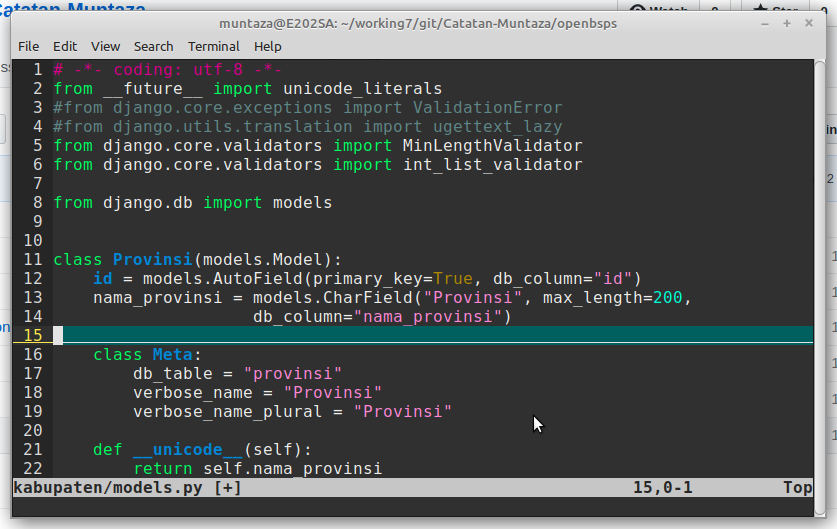 Catatan-Muntaza
Watch
Star
muntaza@E202SA: ~/working7/git/Catatan-Muntaza/openbsps
File Edit View Search Terminal Help
1 # -*- coding: utf-8 -*-
2 from __future__ import unicode_literals
3 #from django.core.exceptions import ValidationError
4 #from django.utils.translation import ugettext_lazy
5 from django.core.validators import MinLengthValidator
6 from django.core.validators import int_list_validator
7
8 from django.db import models
9
10
11 class Provinsi(models.Model):
12     id = models.AutoField(primary_key=True, db_column="id")
13     nama_provinsi = models.CharField("Provinsi", max_length=200,
14                     db_column="nama_provinsi")
15
16     class Meta:
17         db_table = "provinsi"
18         verbose_name = "Provinsi"
19         verbose_name_plural = "Provinsi"
20
21     def __unicode__(self):
22         return self.nama_provinsi
kabupaten/models.py [+] 15,0-1 Top